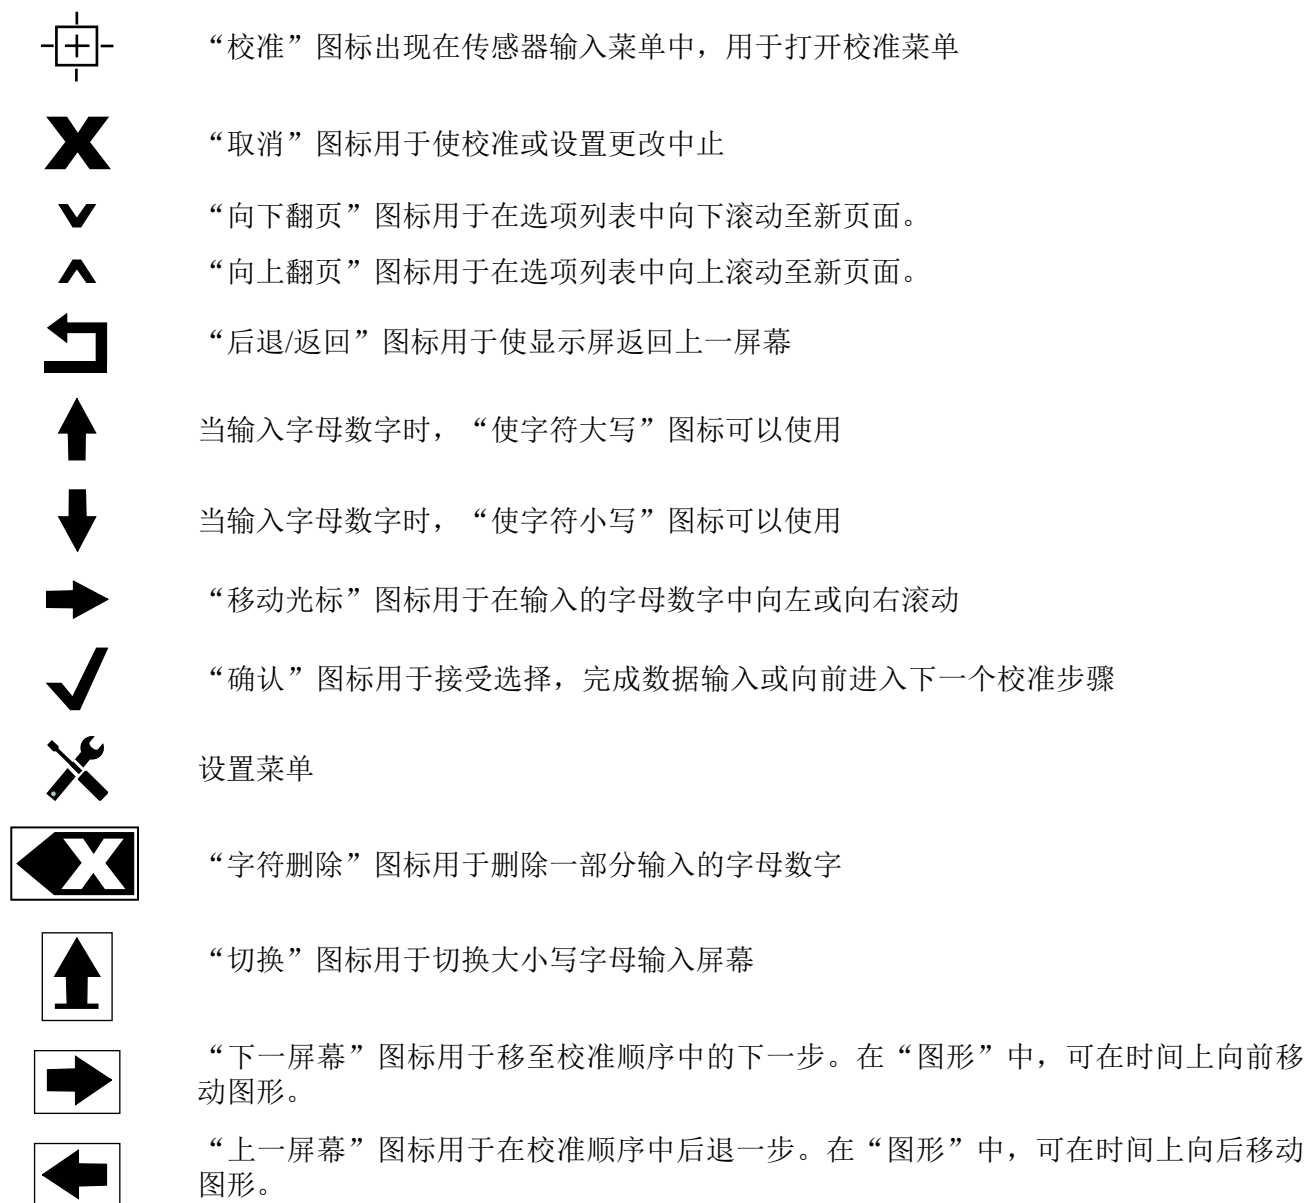 “校准”图标出现在传感器输入菜单中，用于打开校准菜单
“取消”图标用于使校准或设置更改中止
“向下翻页”图标用于在选项列表中向下滚动至新页面。
“向上翻页”图标用于在选项列表中向上滚动至新页面。
“后退/返回”图标用于使显示屏返回上一屏幕
当输入字母数字时，“使字符大写”图标可以使用
当输入字母数字时，“使字符小写”图标可以使用
“移动光标”图标用于在输入的字母数字中向左或向右滚动
“确认”图标用于接受选择，完成数据输入或向前进入下一个校准步骤
设置菜单
“字符删除”图标用于删除一部分输入的字母数字
“切换”图标用于切换大小写字母输入屏幕
“下一屏幕”图标用于移至校准顺序中的下一步。在“图形”中，可在时间上向前移
动图形。
“上一屏幕”图标用于在校准顺序中后退一步。在“图形”中，可在时间上向后移动
图形。